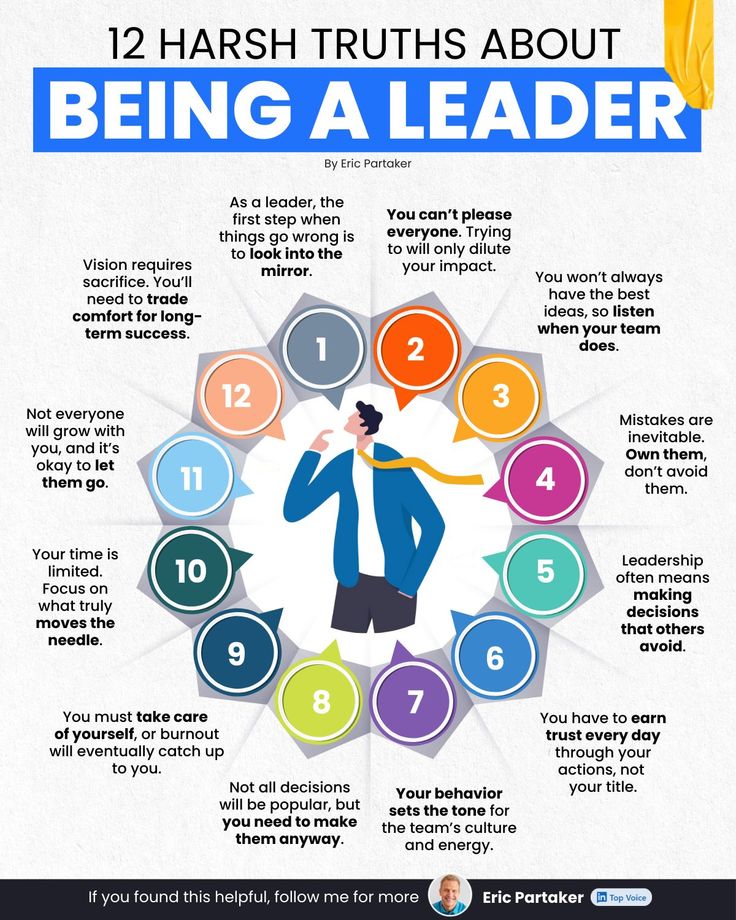 12 HARSH TRUTHS ABOUT
BEING A LEADER
By Eric Partaker
1
As a leader, the
first step when
things go wrong is
to look into the
mirror.
2
You can’t please
everyone. Trying
to will only dilute
your impact.
3
You won’t always
have the best
ideas, so listen
when your team
does.
4
Mistakes are
inevitable.
Own them,
don’t avoid
them.
5
Leadership
often means
making
decisions
that others
avoid.
6
You have to earn
trust every day
through your
actions, not
your title.
7
Your behavior
sets the tone for
the team’s culture
and energy.
8
Not all decisions
will be popular, but
you need to make
them anyway.
9
You must take care
of yourself, or burnout
will eventually catch up
to you.
10
Your time is
limited.
Focus on
what truly
moves the
needle.
11
Not everyone
will grow with
you, and it’s
okay to let
them go.
12
Vision requires
sacrifice. You’ll
need to trade
comfort for long-
term success.
If you found this helpful, follow me for more Eric Partaker in Top Voice